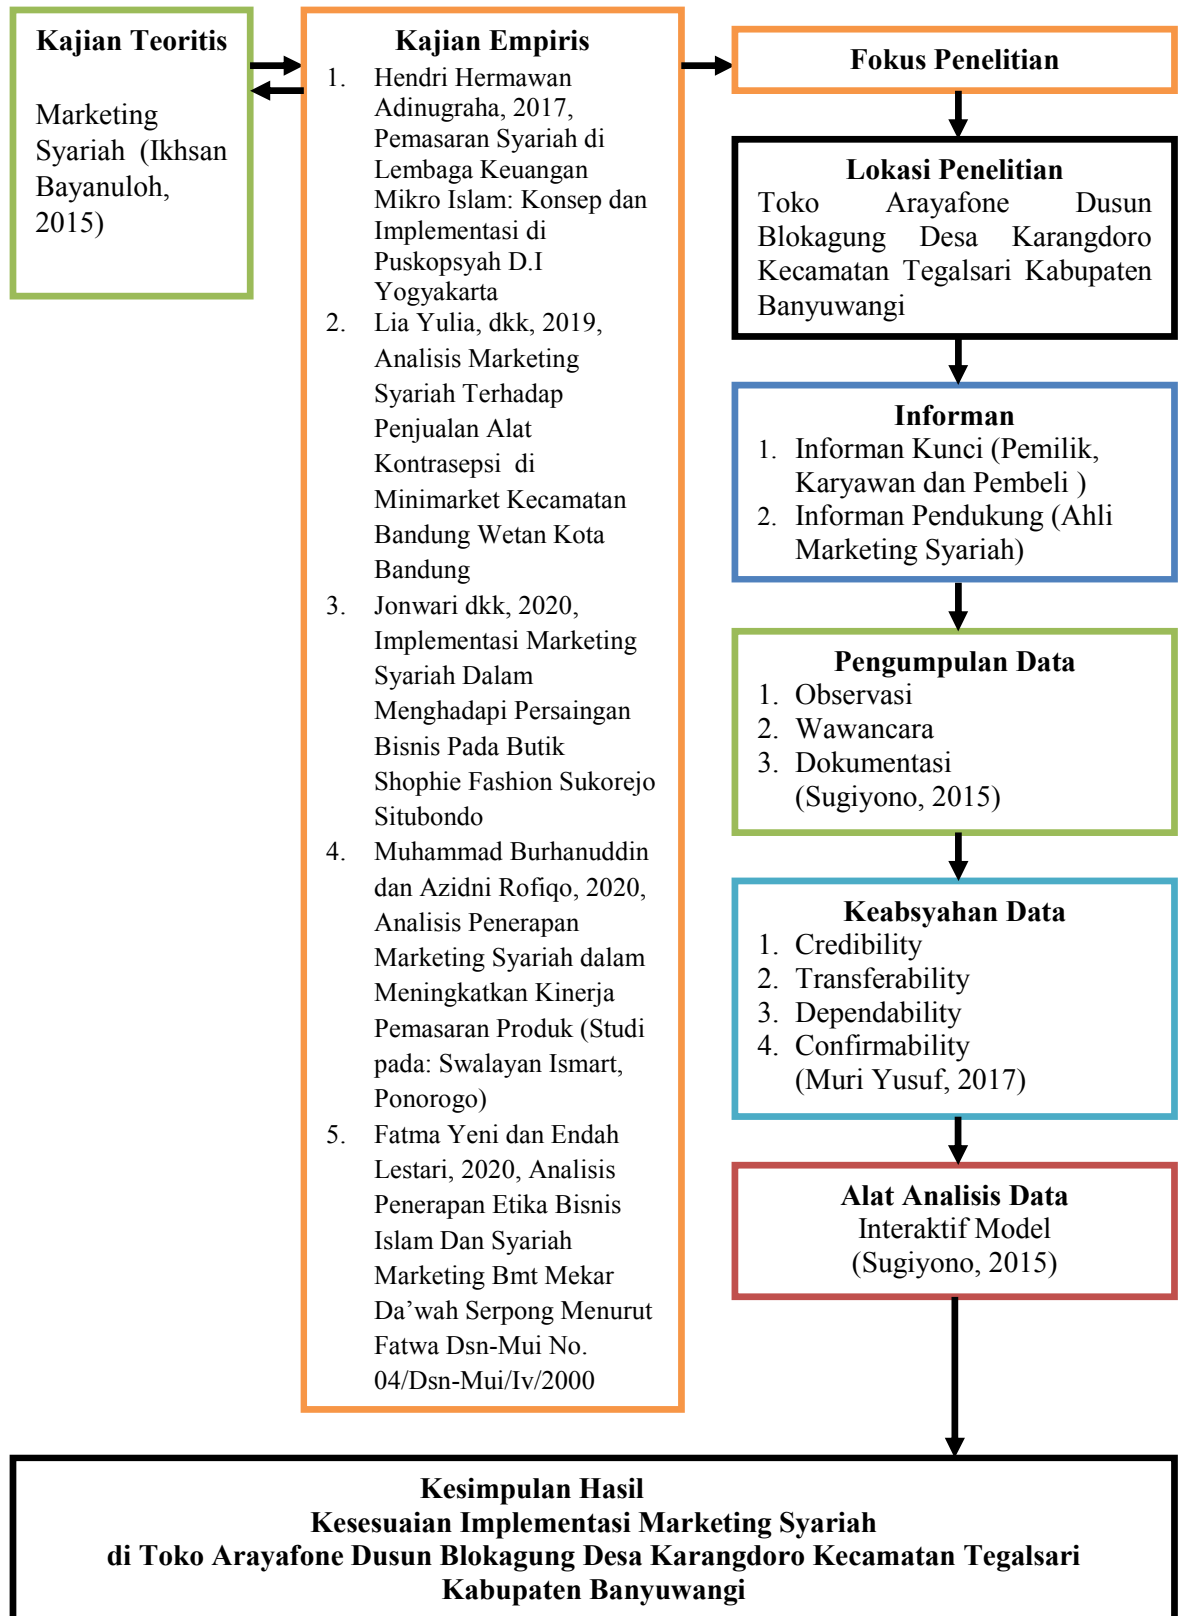 Kajian Teoritis
Marketing
Syariah (Ikhsan
Bayanuloh,
2015)
Kajian Empiris
1. Hendri Hermawan
Adinugraha, 2017,
Pemasaran Syariah di
Lembaga Keuangan
Mikro Islam: Konsep dan
Implementasi di
Puskopsyah D.I
Yogyakarta
2. Lia Yulia, dkk, 2019,
Analisis Marketing
Syariah Terhadap
Penjualan Alat
Kontrasepsi di
Minimarket Kecamatan
Bandung Wetan Kota
Bandung
3. Jonwari dkk, 2020,
Implementasi Marketing
Syariah Dalam
Menghadapi Persaingan
Bisnis Pada Butik
Shophie Fashion Sukorejo
Situbondo
4. Muhammad Burhanuddin
dan Azidni Rofiqo, 2020,
Analisis Penerapan
Marketing Syariah dalam
Meningkatkan Kinerja
Pemasaran Produk (Studi
pada: Swalayan Ismart,
Ponorogo)
5. Fatma Yeni dan Endah
Lestari, 2020, Analisis
Penerapan Etika Bisnis
Islam Dan Syariah
Marketing Bmt Mekar
Da’wah Serpong Menurut
Fatwa Dsn-Mui No.
04/Dsn-Mui/Iv/2000
Fokus Penelitian
Lokasi Penelitian
Toko Arayafone Dusun
Blokagung Desa Karangdoro
Kecamatan Tegalsari Kabupaten
Banyuwangi
Informan
1. Informan Kunci (Pemilik,
Karyawan dan Pembeli )
2. Informan Pendukung (Ahli
Marketing Syariah)
Pengumpulan Data
1. Observasi
2. Wawancara
3. Dokumentasi
(Sugiyono, 2015)
Keabsyahan Data
1. Credibility
2. Transferability
3. Dependability
4. Confirmability
(Muri Yusuf, 2017)
Alat Analisis Data
Interaktif Model
(Sugiyono, 2015)
Kesimpulan Hasil
Kesesuaian Implementasi Marketing Syariah
di Toko Arayafone Dusun Blokagung Desa Karangdoro Kecamatan Tegalsari
Kabupaten Banyuwangi